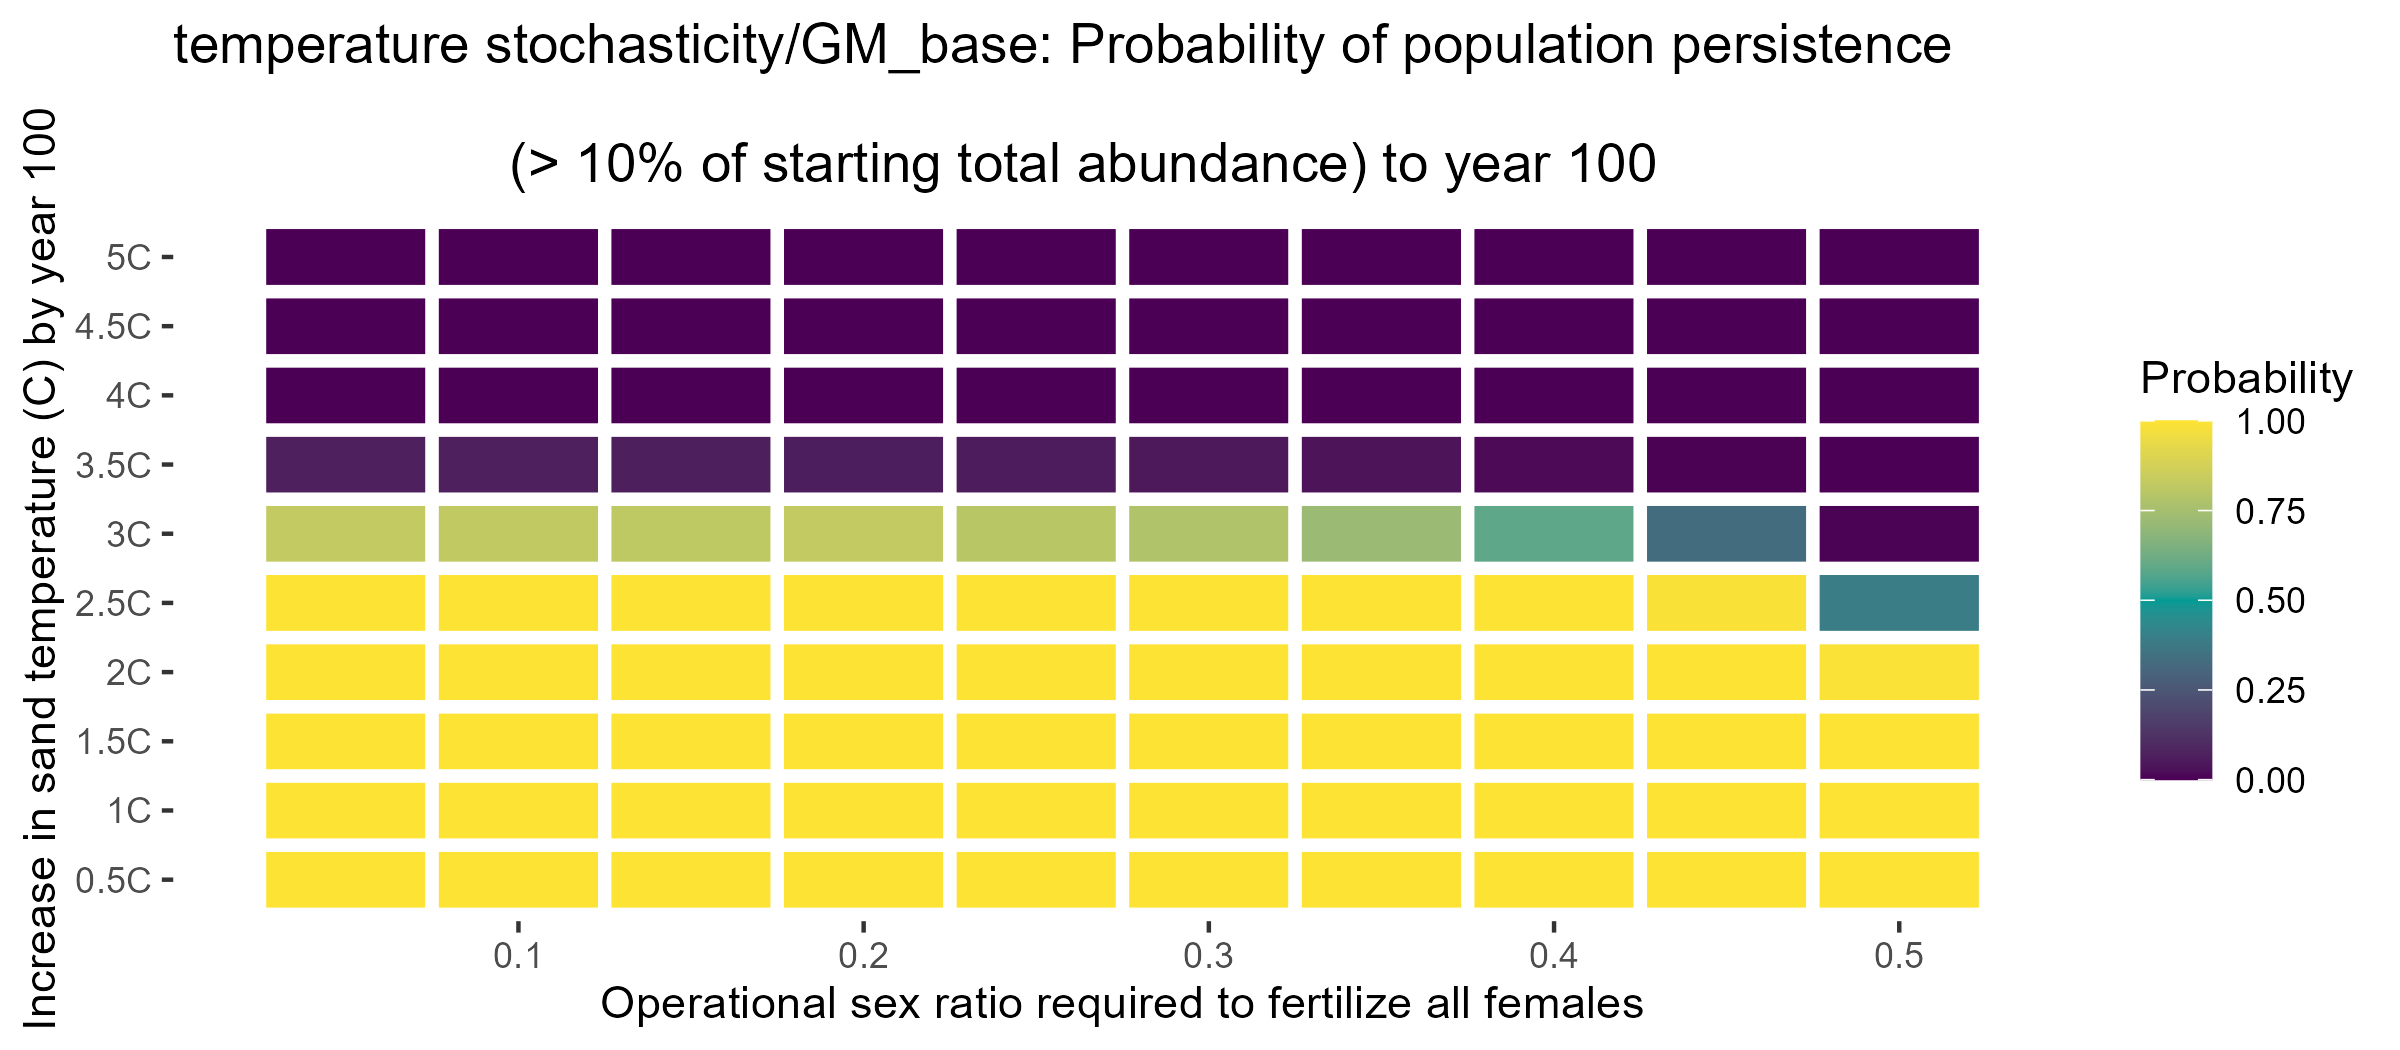 temperature stochasticity/GM_base: Probability of population persistence
(> 10% of starting total abundance) to year 100
Increase in sand temperature (C) by year 100
5C
4.5C
4C
3.5C
3C
2.5C
2C
1.5C
1C
0.5C
0.1
0.2
0.3
0.4
0.5
Operational sex ratio required to fertilize all females
Probability
1.00
0.75
0.50
0.25
0.00